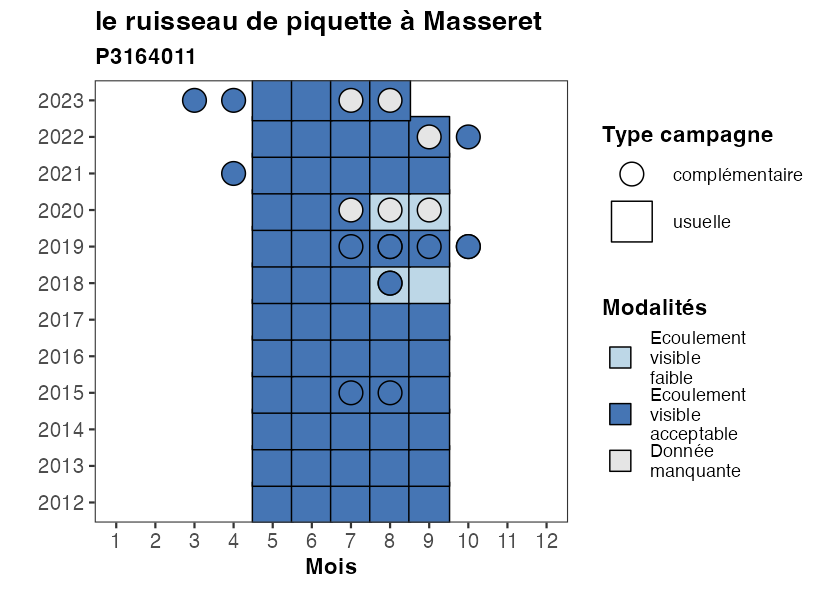 le ruisseau de piquette à Masseret
P3164011
2023
2022
2021
2020
2019
2018
2017
2016
2015
2014
2013
2012
1 2 3 4 5 6 7 8 9 10 11 12
Mois
Type campagne
complémentaire
usuelle
Modalités
Ecoulement
visible
faible
Ecoulement
visible
acceptable
Donnée
manquante